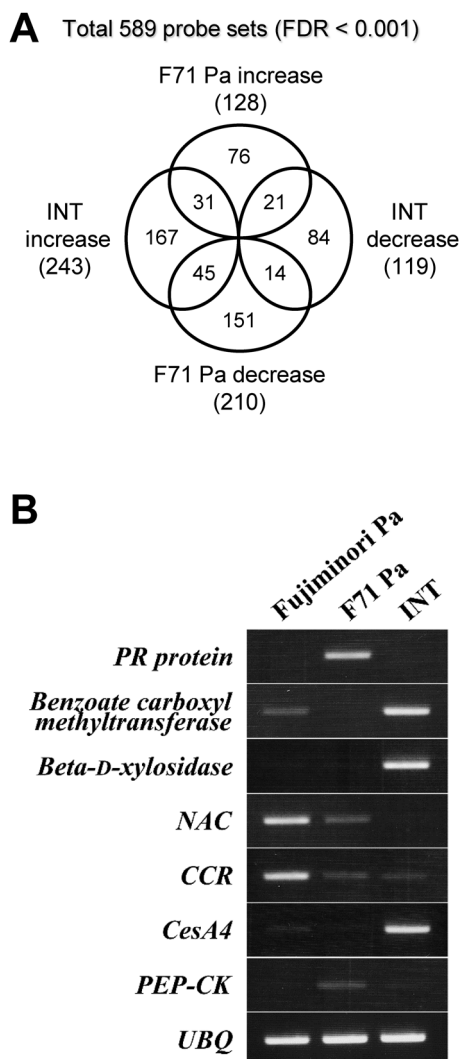 A Total 589 probe sets (FDR < 0.001)
F71 Pa increase
(128)
76
31 21
INT
increase
(243)
167
84
INT
decrease
(119)
45 14
151
F71 Pa decrease
(210)
B
Fujiminori Pa
F71 Pa
INT
PR protein
Benzoate carboxyl
methyltransferase
Beta-D-xylosidase
NAC
CCR
CesA4
PEP-CK
UBQ